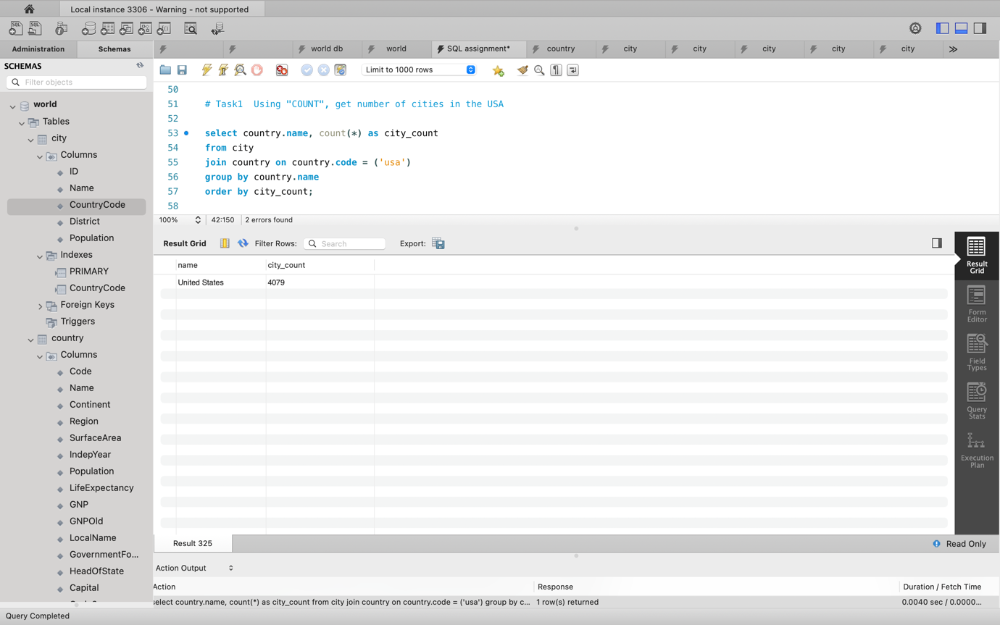 Local instance 3306 - Warning - not supported
Administration
Schemas
world db
world
SQL assignment*
country
city
city
city
city
city
SCHEMAS
Filter objects
Limit to 1000 rows
world
Tables
city
Columns
ID
Name
CountryCode
District
Population
Indexes
PRIMARY
CountryCode
Foreign Keys
Triggers
country
Columns
Code
Name
Continent
Region
SurfaceArea
IndepYear
Population
LifeExpectancy
GNP
GNPOld
LocalName
GovernmentFo...
HeadOfState
Capital
50
51 # Task1  Using "COUNT", get number of cities in the USA
52
53 select country.name, count(*) as city_count
54 from city
55 join country on country.code = ('usa')
56 group by country.name
57 order by city_count;
58
100%
42:150
2 errors found
Result Grid
Filter Rows:
Search
Export:
name
city_count
United States
4079
Result Grid
Form Editor
Field Types
Query Stats
Execution Plan
Result 325
Read Only
Action Output
Action
Response
Duration / Fetch Time
select country.name, count(*) as city_count from city join country on country.code = ('usa') group by c...
1 row(s) returned
0.0040 sec / 0.0000...
Query Completed